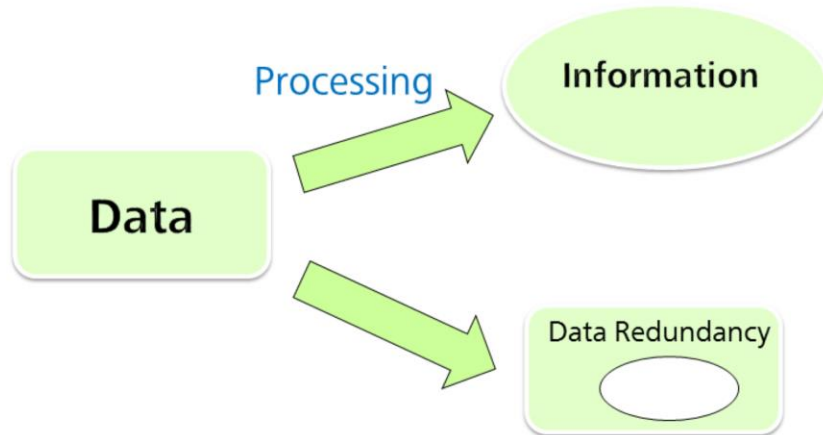 Processing
Information
Data
Data Redundancy